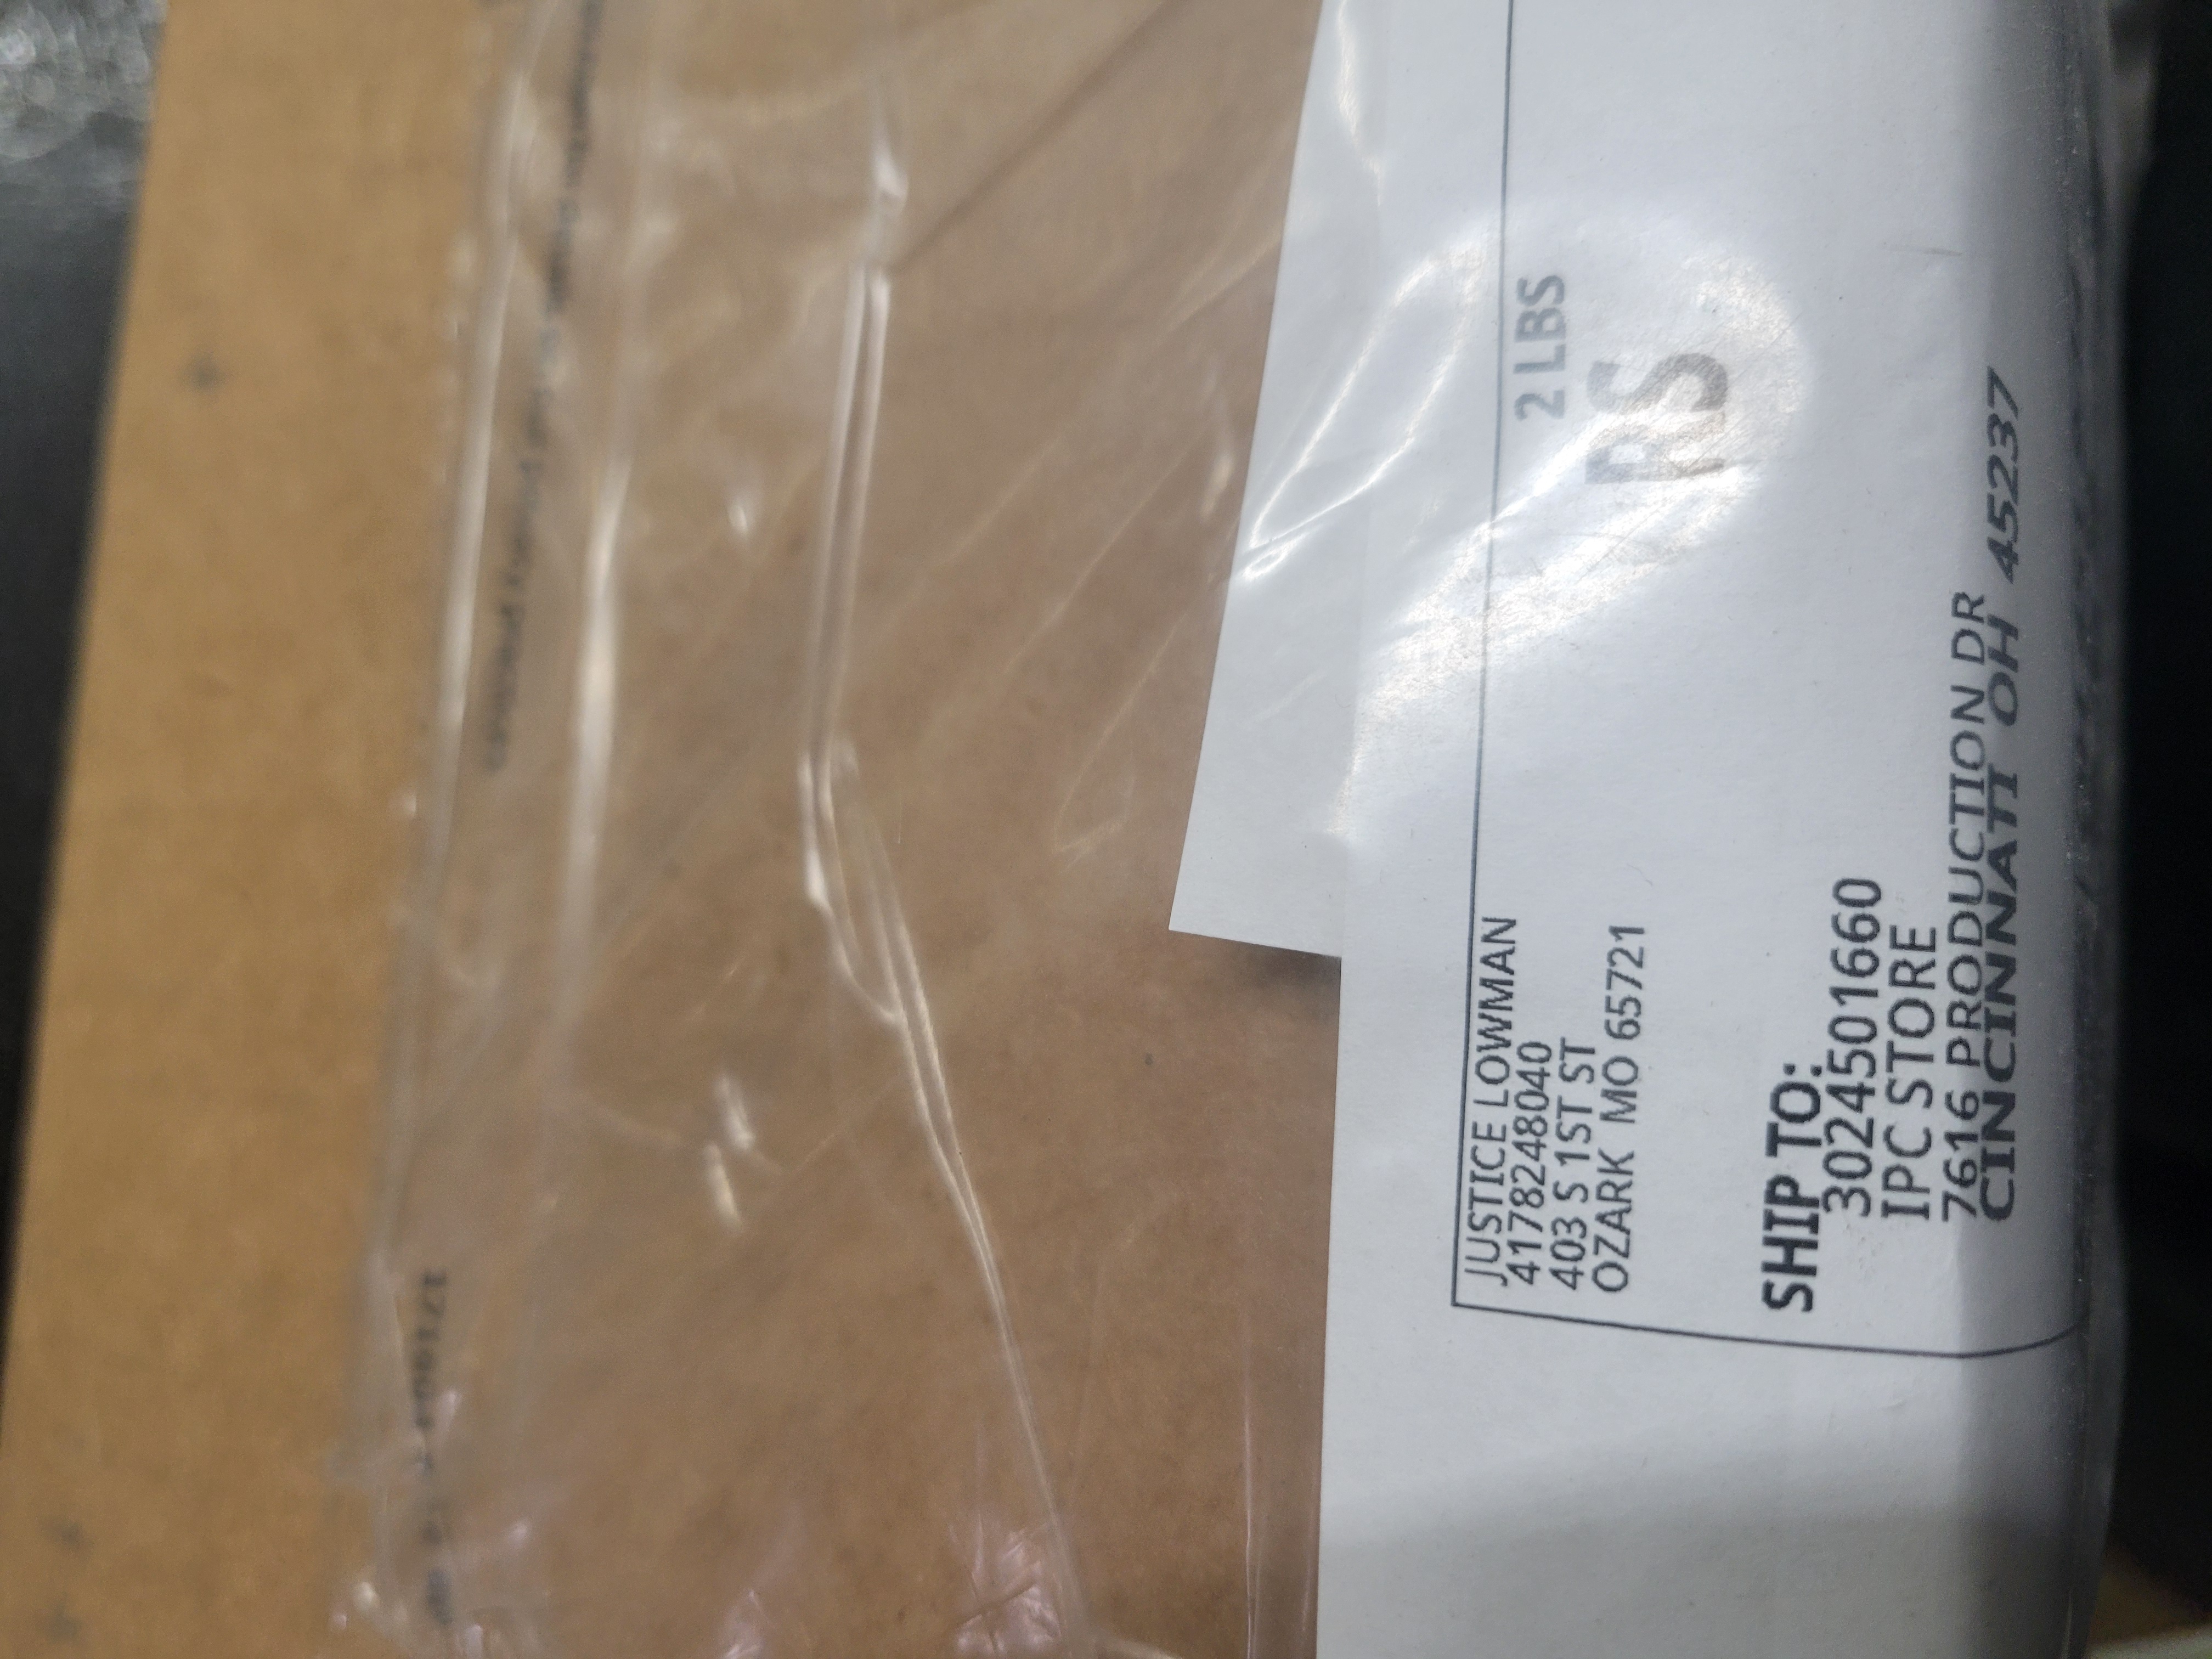 JUSTICE LOWMAN
4178248040
403 S 1ST ST
OZARK MO 65721
2 LBS
RS
SHIP TO:
3024501660
IPC STORE
7616 PRODUCTION DR
CINCINNATI OH 45237